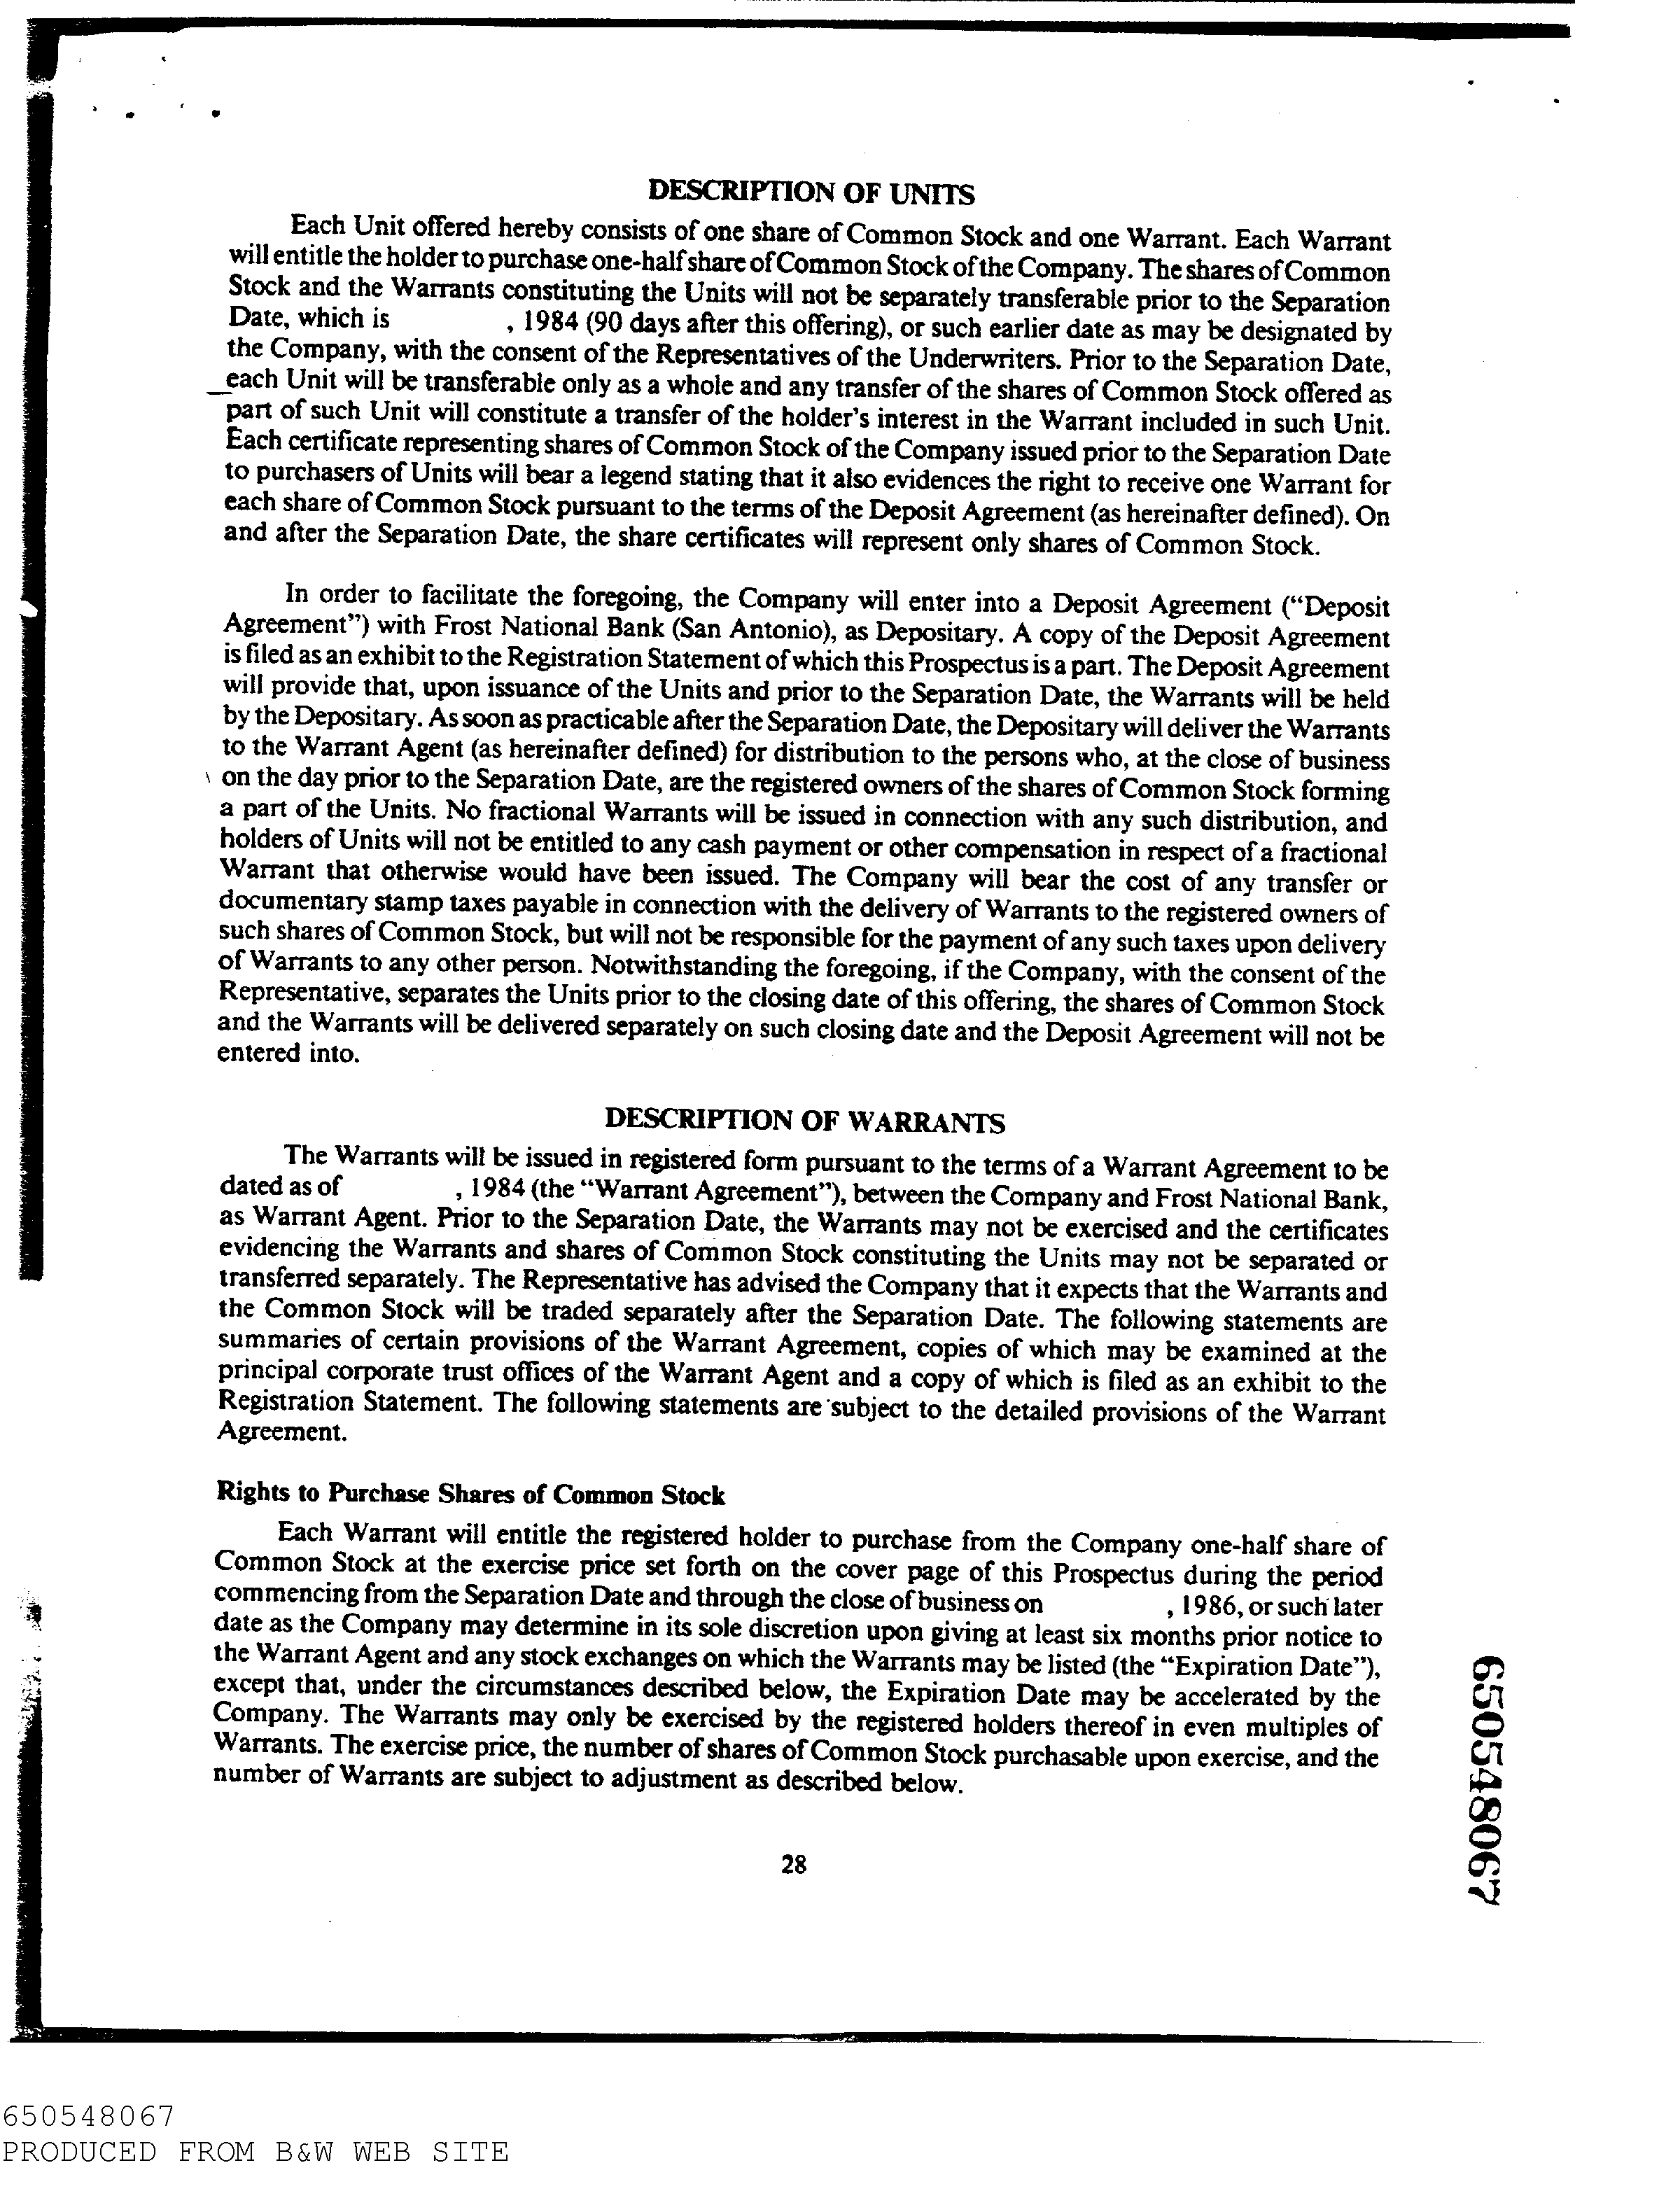 DESCRIPTION OF UNITS
Each Unit offered hereby consists of one share of Common Stock and one Warrant. Each Warrant
will entitle the holder to purchase one-half share of Common Stock of the Company. The shares of Common
Stock and the Warrants constituting the Units will not be separately transferable prior to the Separation
Date, which is , 1984 (90 days after this offering), or such earlier date as may be designated by
the Company, with the consent of the Representatives of the Underwriters. Prior to the Separation Date,
each Unit will be transferable only as a whole and any transfer of the shares of Common Stock offered as
part of such Unit will constitute a transfer of the holder's interest in the Warrant included in such Unit.
Each certificate representing shares of Common Stock of the Company issued prior to the Separation Date
to purchasers of Units will bear a legend stating that it also evidences the right to receive one Warrant for
each share of Common Stock pursuant to the terms of the Deposit Agreement (as hereinafter defined). On
and after the Separation Date, the share certificates will represent only shares of Common Stock.
In order to facilitate the foregoing, the Company will enter into a Deposit Agreement ("Deposit
Agreement") with Frost National Bank (San Antonio), as Depositary. A copy of the Deposit Agreement
is filed as an exhibit to the Registration Statement of which this Prospectus is a part. The Deposit Agreement
will provide that, upon issuance of the Units and prior to the Separation Date, the Warrants will be held
by the Depositary. As soon as practicable after the Separation Date, the Depositary will deliver the Warrants
to the Warrant Agent (as hereinafter defined) for distribution to the persons who, at the close of business
on the day prior to the Separation Date, are the registered owners of the shares of Common Stock forming
a part of the Units. No fractional Warrants will be issued in connection with any such distribution, and
holders of Units will not be entitled to any cash payment or other compensation in respect of a fractional
Warrant that otherwise would have been issued. The Company will bear the cost of any transfer or
documentary stamp taxes payable in connection with the delivery of Warrants to the registered owners of
such shares of Common Stock, but will not be responsible for the payment of any such taxes upon delivery
of Warrants to any other person. Notwithstanding the foregoing, if the Company, with the consent of the
Representative, separates the Units prior to the closing date of this offering, the shares of Common Stock
and the Warrants will be delivered separately on such closing date and the Deposit Agreement will not be
entered into.
DESCRIPTION OF WARRANTS
The Warrants will be issued in registered form pursuant to the terms of a Warrant Agreement to be
dated as of , 1984 (the "Warrant Agreement"), between the Company and Frost National Bank,
as Warrant Agent. Prior to the Separation Date, the Warrants may not be exercised and the certificates
evidencing the Warrants and shares of Common Stock constituting the Units may not be separated or
transferred separately. The Representative has advised the Company that it expects that the Warrants and
the Common Stock will be traded separately after the Separation Date. The following statements are
summaries of certain provisions of the Warrant Agreement, copies of which may be examined at the
principal corporate trust offices of the Warrant Agent and a copy of which is filed as an exhibit to the
Registration Statement. The following statements are subject to the detailed provisions of the Warrant
Agreement.
Rights to Purchase Shares of Common Stock
Each Warrant will entitle the registered holder to purchase from the Company one-half share of
Common Stock at the exercise price set forth on the cover page of this Prospectus during the period
commencing from the Separation Date and through the close of business on , 1986, or such later
date as the Company may determine in its sole discretion upon giving at least six months prior notice to
the Warrant Agent and any stock exchanges on which the Warrants may be listed (the "Expiration Date"),
except that, under the circumstances described below, the Expiration Date may be accelerated by the
Company. The Warrants may only be exercised by the registered holders thereof in even multiples of
Warrants. The exercise price, the number of shares of Common Stock purchasable upon exercise, and the
number of Warrants are subject to adjustment as described below.
28
650548067
650548067
PRODUCED FROM B&W WEB SITE